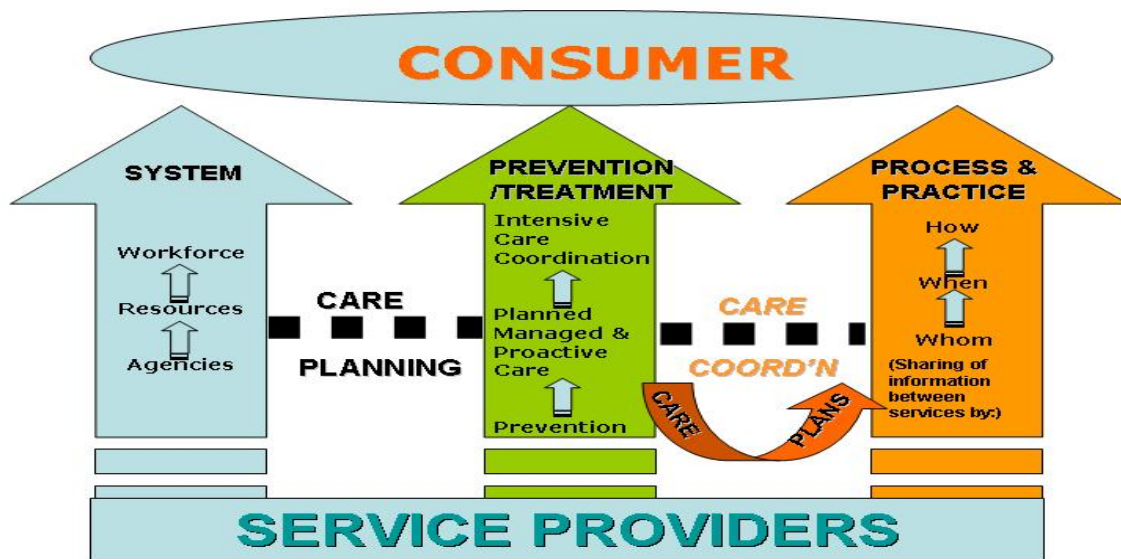 CONSUMER
SYSTEM
Workforce
Resources
Agencies
CARE
PLANNING
PREVENTION
/TREATMENT
Intensive
Care
Coordination
Planned
Managed &
Proactive
Care
Prevention
CARE
COORD'N
CARE
PLANS
PROCESS &
PRACTICE
How
When
Whom
(Sharing of
information
between
services by:)
SERVICE PROVIDERS